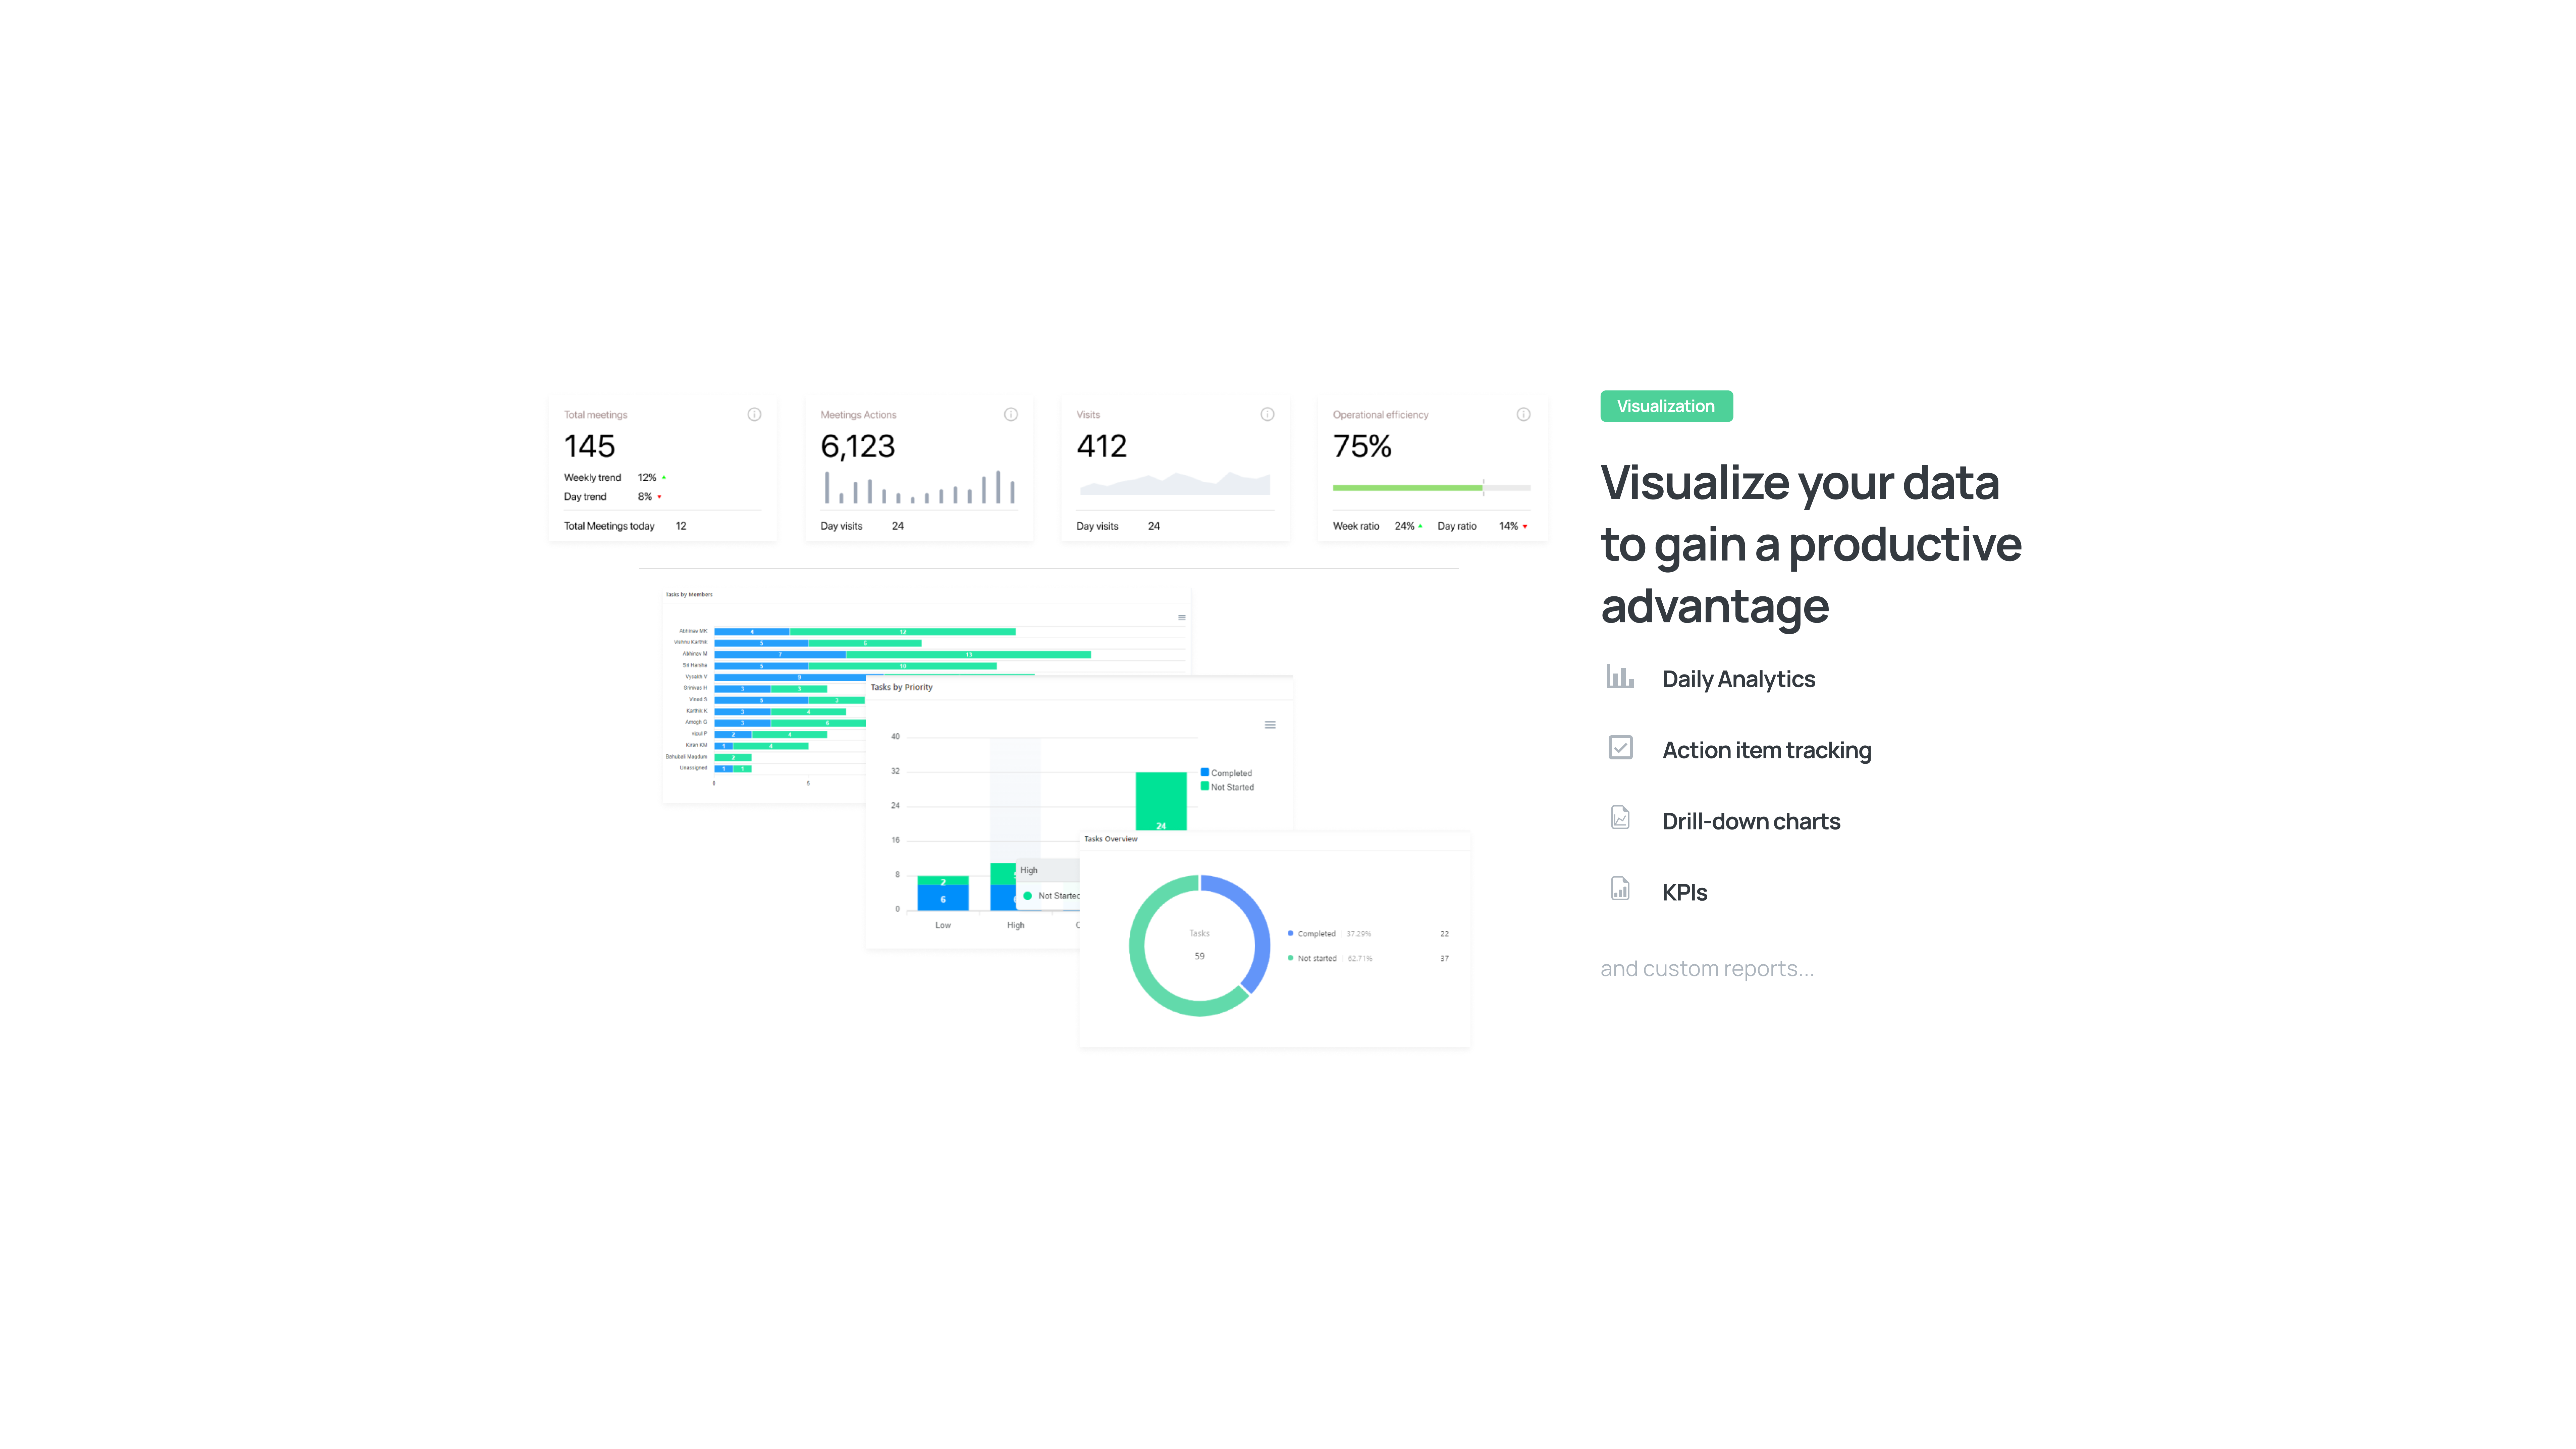 Total meetings
145
Weekly trend 12%
Day trend 8%
Total Meetings today 12
Meetings Actions
6,123
Day visits 24
Visits
412
Day visits 24
Operational efficiency
75%
Week ratio 24% Day ratio 14%
Tasks by Members
Abhinav MK 4 12
Vishnu Karthik 5 6
Abhinav M 7 13
Sri Harsha 5 10
Vysakh V 9
Srinivas H 3 3
Vinod S 5 3
Karthik K 3 4
Amogh G 3 6
vipul P 2 4
Kiran KM 1 4
Bahubali Magdum 2
Unassigned 1 1
0 5
Tasks by Priority
40
32
24
16
8
0
Completed
Not Started
24
2
6
High
Not Started
Low High
Tasks Overview
Tasks
59
Completed 37.29% 22
Not started 62.71% 37
Visualization
Visualize your data
to gain a productive
advantage
Daily Analytics
Action item tracking
Drill-down charts
KPIs
and custom reports...